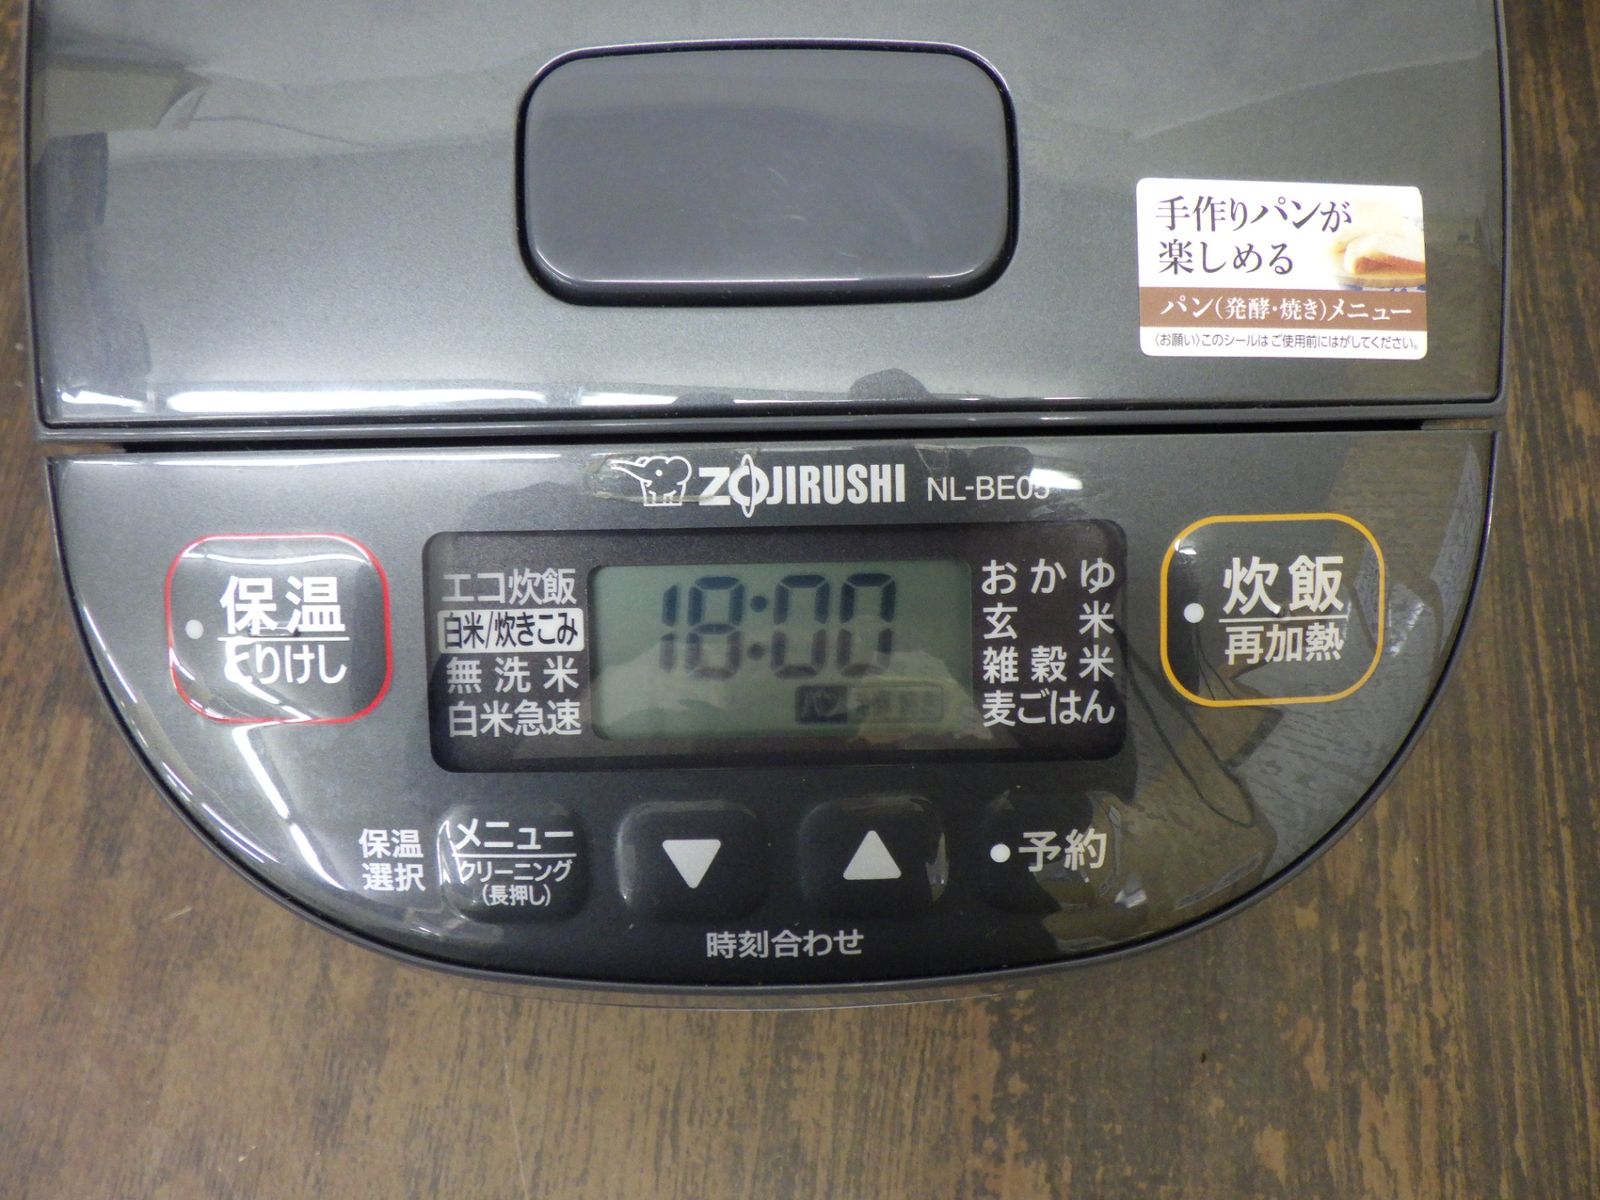 手作りパンが
楽しめる
パン(発酵・焼き)メニュー
〈お願い〉このシールはご使用前にはがしてください。
ZOJIRUSHI NL-BE05
保温
とりけし
エコ炊飯
白米/炊きこみ
無洗米
白米急速
18:00
パン
おかゆ
玄米
雑穀米
麦ごはん
炊飯
再加熱
保温
選択
メニュー
クリーニング
(長押し)
▼
▲
予約
時刻合わせ